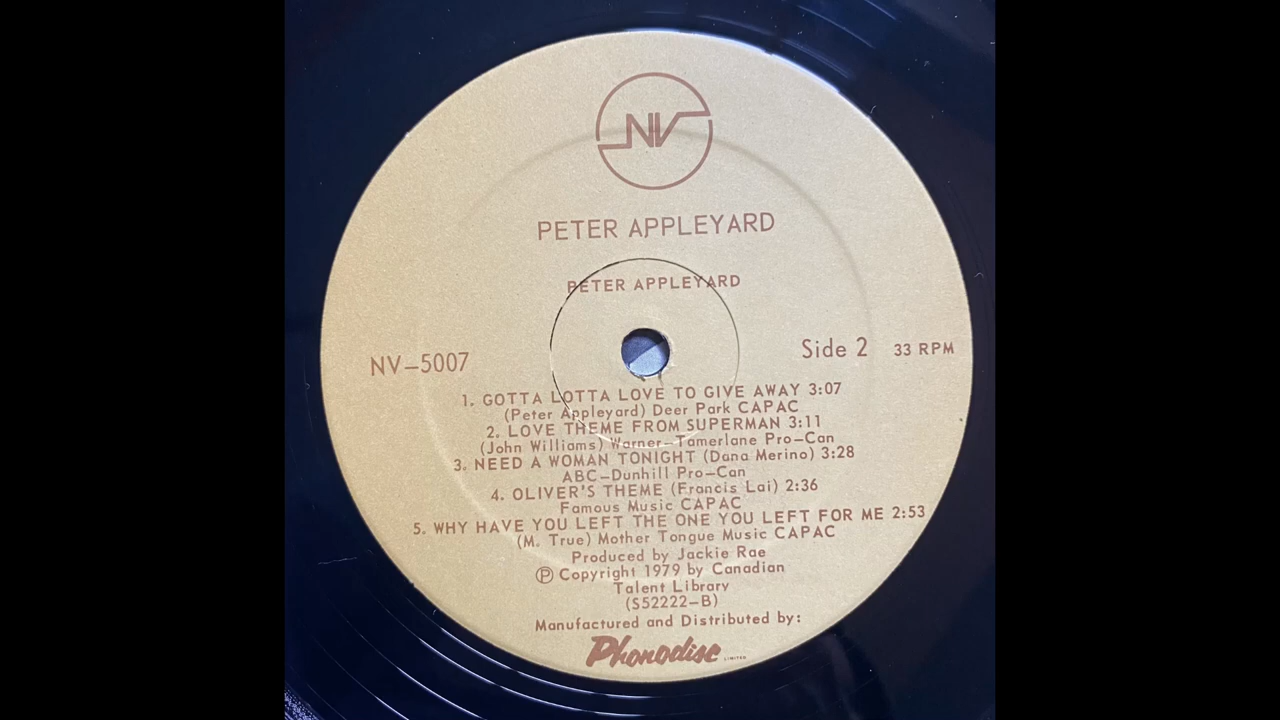 NV
PETER APPLEYARD
PETER APPLEYARD
NV-5007
Side 2 33 RPM
1. GOTTA LOTTA LOVE TO GIVE AWAY 3:07
(Peter Appleyard) Deer Park CAPAC
2. LOVE THEME FROM SUPERMAN 3:11
(John Williams) Warner-Tamerlane Pro-Can
3. NEED A WOMAN TONIGHT (Dana Merino) 3:28
ABC-Dunhill Pro-Can
4. OLIVER'S THEME (Francis Lai) 2:36
Famous Music CAPAC
5. WHY HAVE YOU LEFT THE ONE YOU LEFT FOR ME 2:53
(M. True) Mother Tongue Music CAPAC
Produced by Jackie Rae
Ⓟ Copyright 1979 by Canadian
Talent Library
(S52222-B)
Manufactured and Distributed by:
Phonodisc LIMITED